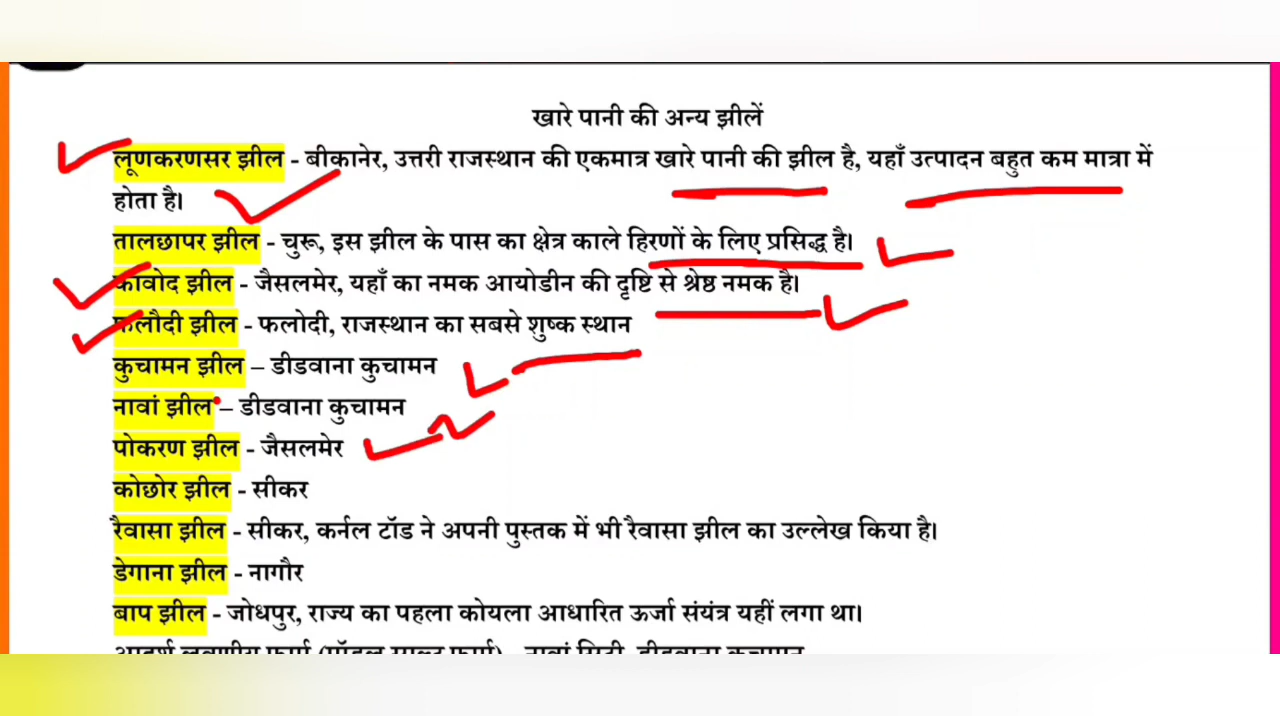 खारे पानी की अन्य झीलें
लूणकरणसर झील - बीकानेर, उत्तरी राजस्थान की एकमात्र खारे पानी की झील है, यहाँ उत्पादन बहुत कम मात्रा में
होता है।
तालछापर झील - चुरू, इस झील के पास का क्षेत्र काले हिरणों के लिए प्रसिद्ध है।
कावोद झील - जैसलमेर, यहाँ का नमक आयोडीन की दृष्टि से श्रेष्ठ नमक है।
फलौदी झील - फलोदी, राजस्थान का सबसे शुष्क स्थान
कुचामन झील – डीडवाना कुचामन
नावां झील – डीडवाना कुचामन
पोकरण झील - जैसलमेर
कोछोर झील - सीकर
रैवासा झील - सीकर, कर्नल टॉड ने अपनी पुस्तक में भी रैवासा झील का उल्लेख किया है।
डेगाना झील - नागौर
बाप झील - जोधपुर, राज्य का पहला कोयला आधारित ऊर्जा संयंत्र यहीं लगा था।